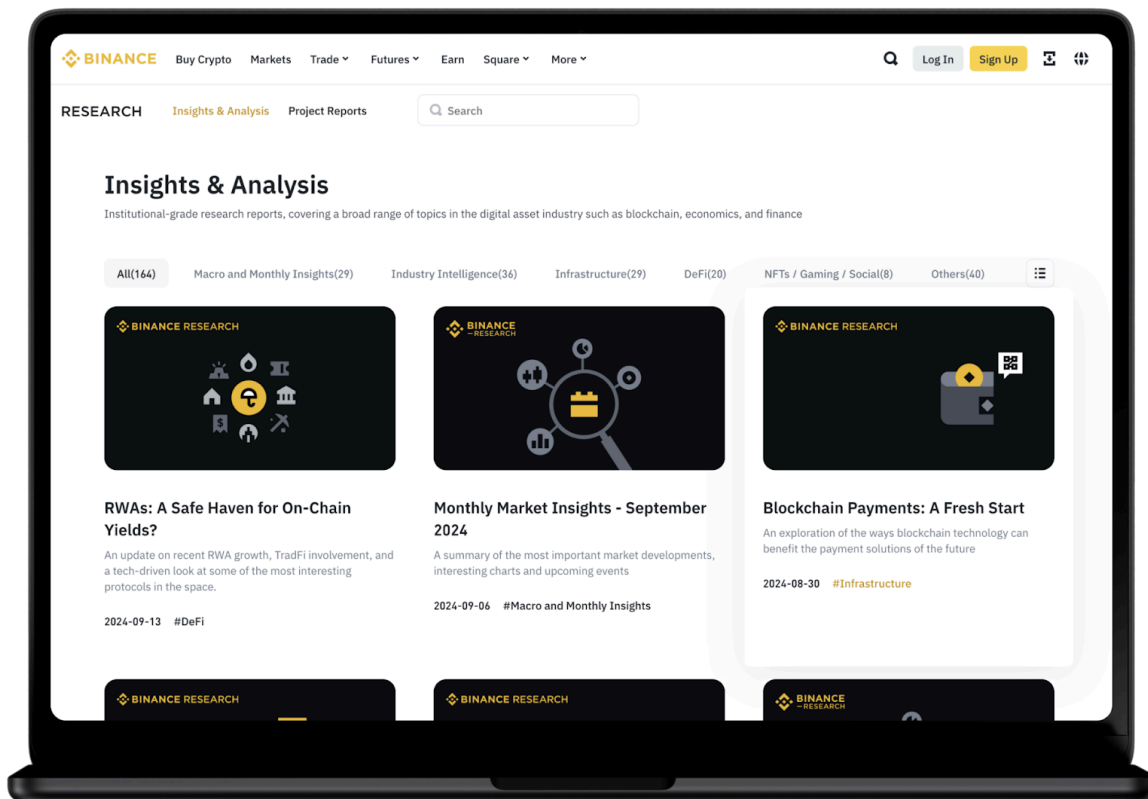 BINANCE Buy Crypto Markets Trade Futures Earn Square More Log In Sign Up
RESEARCH Insights & Analysis Project Reports Search
Insights & Analysis
Institutional-grade research reports, covering a broad range of topics in the digital asset industry such as blockchain, economics, and finance
All(164) Macro and Monthly Insights(29) Industry Intelligence(36) Infrastructure(29) DeFi(20) NFTs / Gaming / Social(8) Others(40)
BINANCE RESEARCH
$
RWAs: A Safe Haven for On-Chain
Yields?
An update on recent RWA growth, TradFi involvement, and
a tech-driven look at some of the most interesting
protocols in the space.
2024-09-13 #DeFi
BINANCE
RESEARCH
Monthly Market Insights - September
2024
A summary of the most important market developments,
interesting charts and upcoming events
2024-09-06 #Macro and Monthly Insights
BINANCE RESEARCH
Blockchain Payments: A Fresh Start
An exploration of the ways blockchain technology can
benefit the payment solutions of the future
2024-08-30 #Infrastructure
BINANCE RESEARCH
BINANCE RESEARCH
BINANCE
RESEARCH